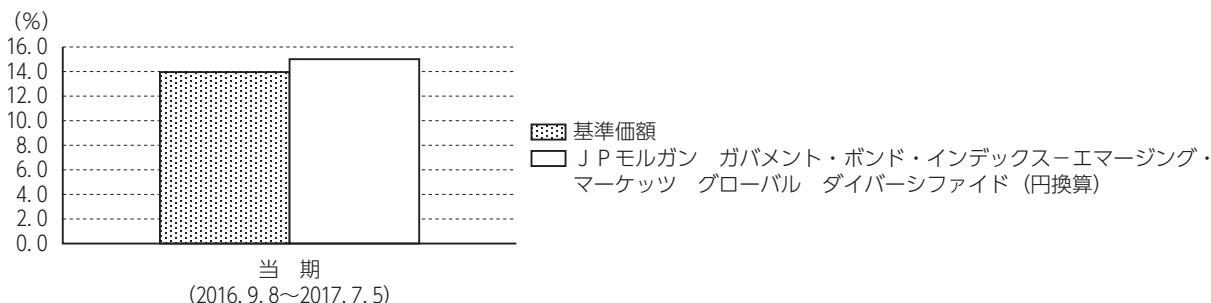 (%)
16.0
14.0
12.0
10.0
8.0
6.0
4.0
2.0
0.0
基準価額
JPモルガン ガバメント・ボンド・インデックス－エマージング・
マーケッツ グローバル ダイバーシファイド (円換算)
当 期
(2016.9.8～2017.7.5)